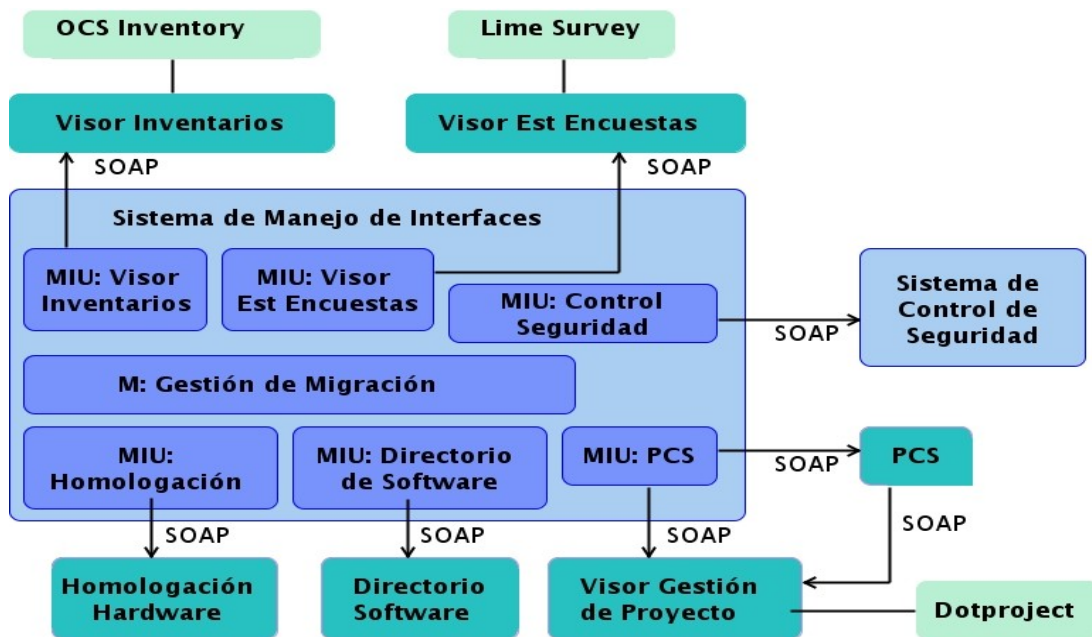 OCS Inventory
Lime Survey
Visor Inventarios
Visor Est Encuestas
SOAP
SOAP
Sistema de Manejo de Interfaces
MIU: Visor
Inventarios
MIU: Visor
Est Encuestas
MIU: Control
Seguridad
SOAP
Sistema de
Control de
Seguridad
M: Gestión de Migración
MIU:
Homologación
MIU: Directorio
de Software
MIU: PCS
SOAP
PCS
SOAP
SOAP
SOAP
SOAP
Homologación
Hardware
Directorio
Software
Visor Gestión
de Proyecto
Dotproject